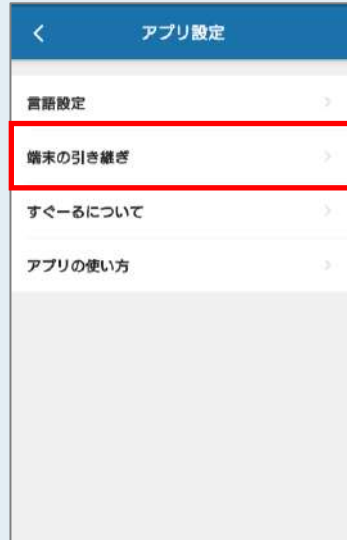 アプリ設定
言語設定
端末の引き継ぎ
すぐーるについて
アプリの使い方